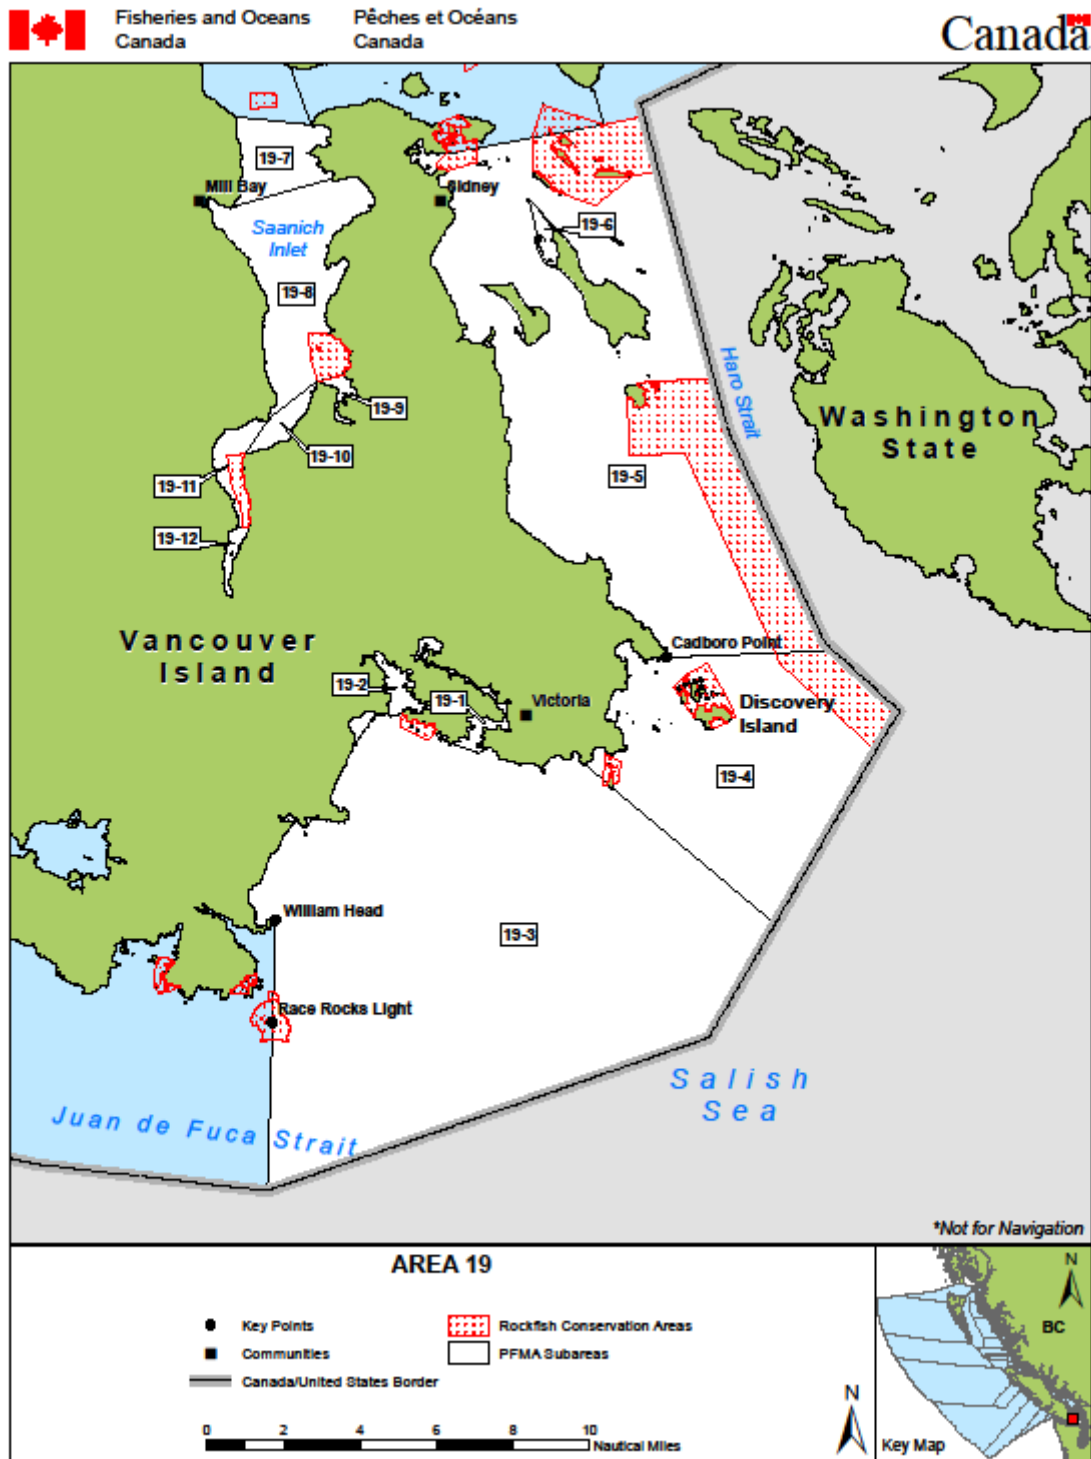 Fisheries and Oceans
Canada
Pêches et Océans
Canada
Canada
19-7
Mill Bay
Sidney
Saanich
Inlet
19-6
19-8
Haro Strait
19-9
Washington
State
19-10
19-5
19-11
19-12
Vancouver
Island
Cadboro Point
19-2
19-1
Victoria
Discovery
Island
19-4
William Head
19-3
Race Rocks Light
Salish
Sea
Juan de Fuca Strait
*Not for Navigation
AREA 19
Key Points
Rockfish Conservation Areas
Communities
PFMA Subareas
Canada/United States Border
0 2 4 6 8 10
Nautical Miles
N
N
BC
Key Map